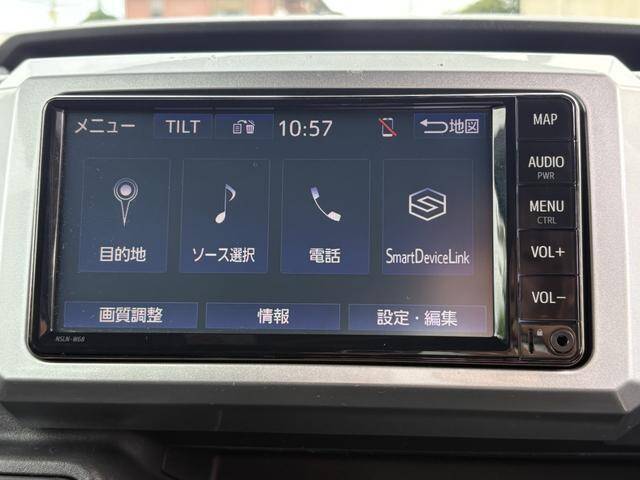 メニュー TILT 10:57 地図
目的地 ソース選択 電話 SmartDeviceLink
画質調整 情報 設定・編集
NSLN-W68
MAP
AUDIO
PWR
MENU
CTRL
VOL+
VOL-